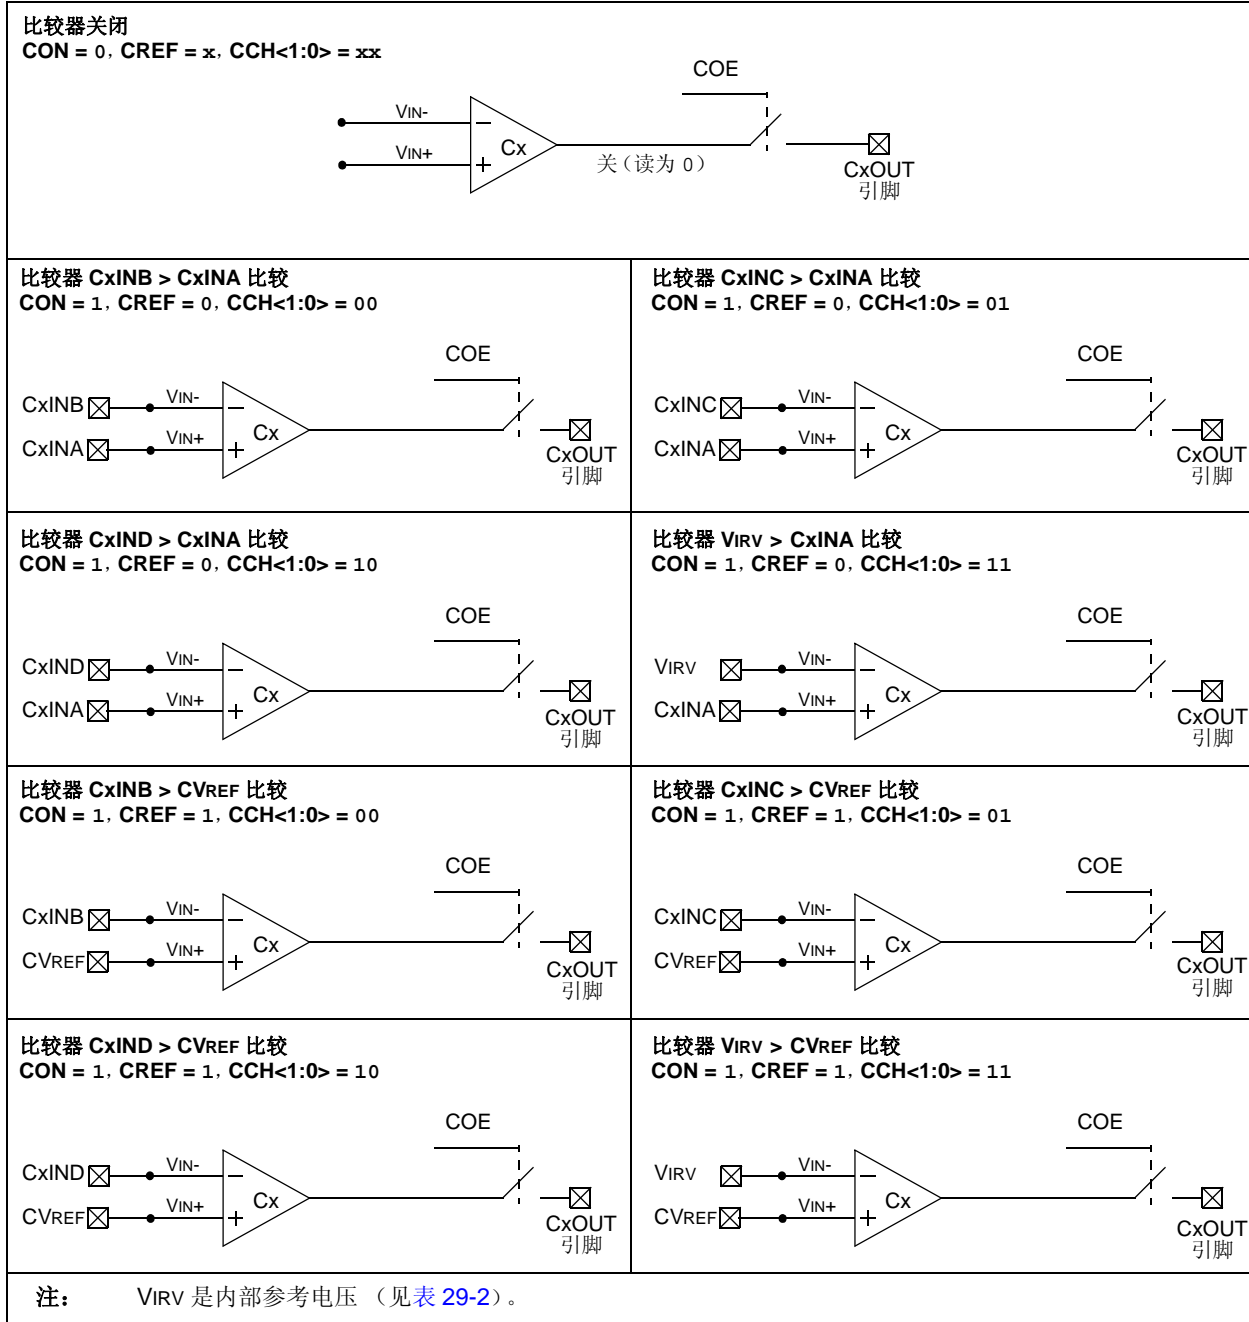 比较器关闭
CON = 0，CREF = x，CCH<1:0> = xx
COE
VIN-
VIN+
Cx
关（读为 0）
CxOUT
引脚
比较器 CxINB > CxINA 比较
CON = 1，CREF = 0，CCH<1:0> = 00
COE
CxINB
VIN-
CxINA
VIN+
Cx
CxOUT
引脚
比较器 CxINC > CxINA 比较
CON = 1，CREF = 0，CCH<1:0> = 01
COE
CxINC
VIN-
CxINA
VIN+
Cx
CxOUT
引脚
比较器 CxIND > CxINA 比较
CON = 1，CREF = 0，CCH<1:0> = 10
COE
CxIND
VIN-
CxINA
VIN+
Cx
CxOUT
引脚
比较器 VIRV > CxINA 比较
CON = 1，CREF = 0，CCH<1:0> = 11
COE
VIRV
VIN-
CxINA
VIN+
Cx
CxOUT
引脚
比较器 CxINB > CVREF 比较
CON = 1，CREF = 1，CCH<1:0> = 00
COE
CxINB
VIN-
CVREF
VIN+
Cx
CxOUT
引脚
比较器 CxINC > CVREF 比较
CON = 1，CREF = 1，CCH<1:0> = 01
COE
CxINC
VIN-
CVREF
VIN+
Cx
CxOUT
引脚
比较器 CxIND > CVREF 比较
CON = 1，CREF = 1，CCH<1:0> = 10
COE
CxIND
VIN-
CVREF
VIN+
Cx
CxOUT
引脚
比较器 VIRV > CVREF 比较
CON = 1，CREF = 1，CCH<1:0> = 11
COE
VIRV
VIN-
CVREF
VIN+
Cx
CxOUT
引脚
注： VIRV 是内部参考电压 （见表 29-2）。